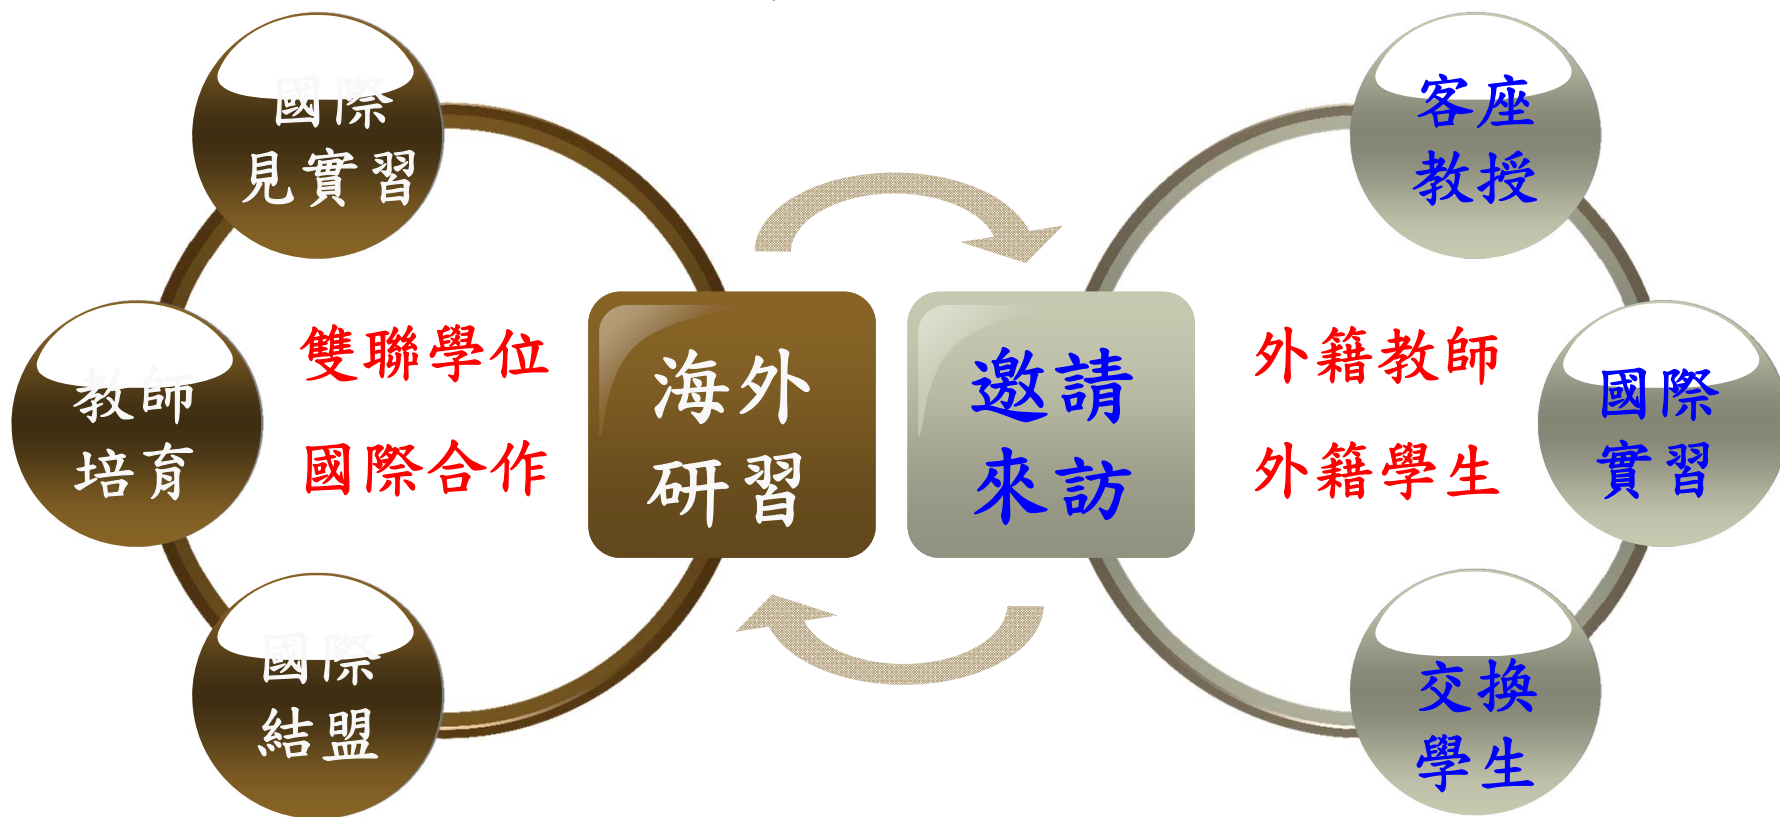 國際
見實習
教師
培育
國際
結盟
雙聯學位
國際合作
海外
研習
邀請
來訪
外籍教師
外籍學生
客座
教授
國際
實習
交換
學生